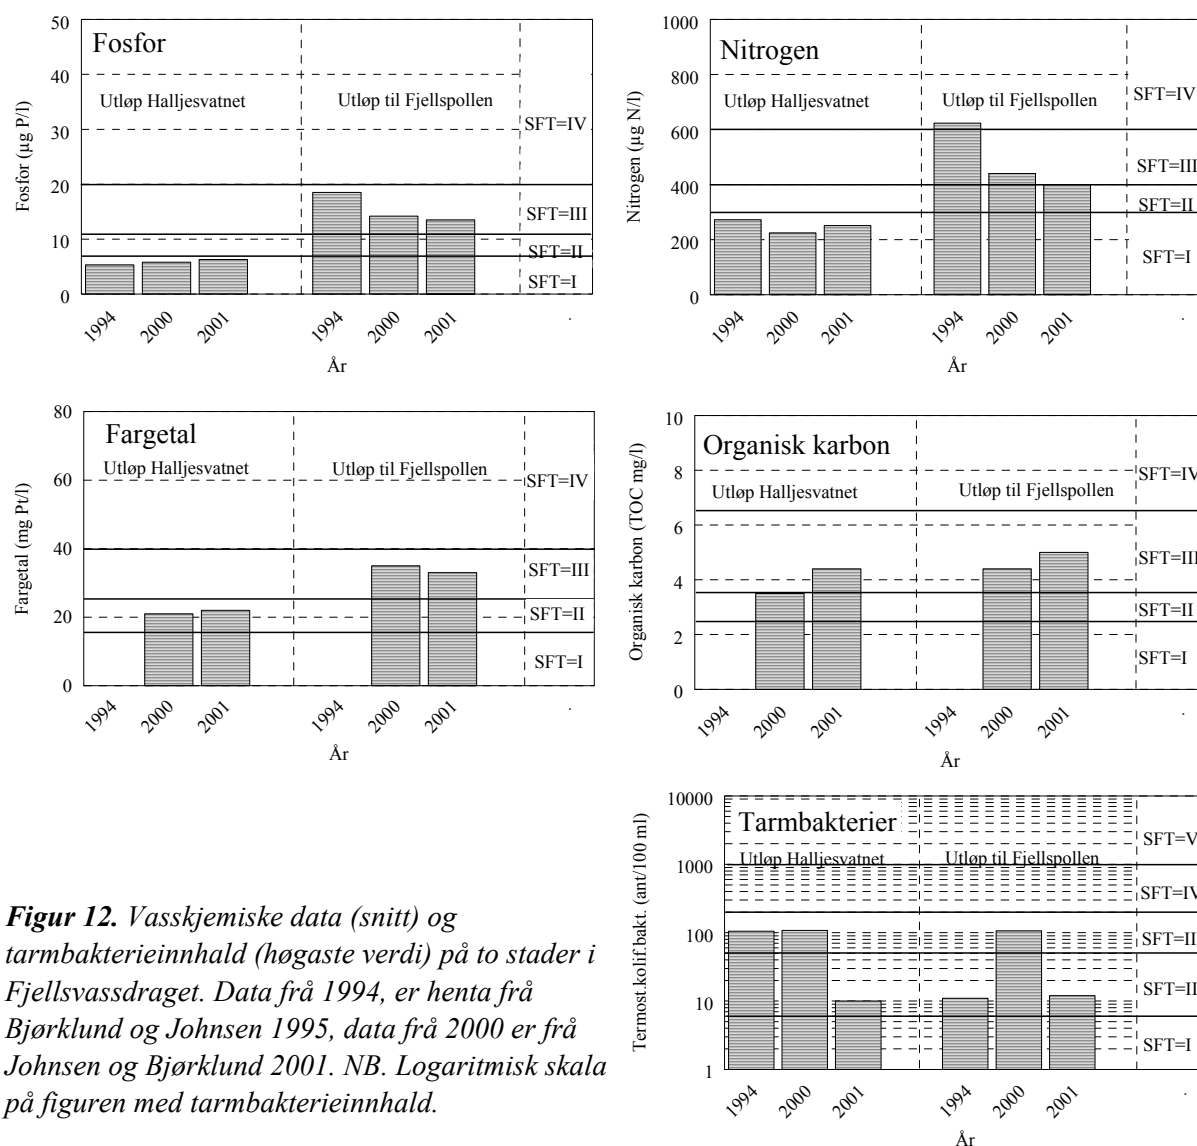 Fosfor
Utløp Halljesvatnet
Utløp til Fjellspollen
Fosfor (µg P/l)
50
40
30
20
10
0
SFT=IV
SFT=III
SFT=II
SFT=I
1994
2000
2001
1994
2000
2001
År
Nitrogen
Utløp Halljesvatnet
Utløp til Fjellspollen
Nitrogen (µg N/l)
1000
800
600
400
200
0
SFT=IV
SFT=III
SFT=II
SFT=I
1994
2000
2001
1994
2000
2001
År
Fargetal
Utløp Halljesvatnet
Utløp til Fjellspollen
Fargetal (mg Pt/l)
80
60
40
20
0
SFT=IV
SFT=III
SFT=II
SFT=I
1994
2000
2001
1994
2000
2001
År
Organisk karbon
Utløp Halljesvatnet
Utløp til Fjellspollen
Organisk karbon (TOC mg/l)
10
8
6
4
2
0
SFT=IV
SFT=III
SFT=II
SFT=I
1994
2000
2001
1994
2000
2001
År
Tarmbakterier
Utløp Halljesvatnet
Utløp til Fjellspollen
Termost.kolif.bakt. (ant/100 ml)
10000
1000
100
10
1
SFT=V
SFT=IV
SFT=III
SFT=II
SFT=I
1994
2000
2001
1994
2000
2001
År
Figur 12. Vasskjemiske data (snitt) og
tarmbakterieinnhald (høgaste verdi) på to stader i
Fjellsvassdraget. Data frå 1994, er henta frå
Bjørklund og Johnsen 1995, data frå 2000 er frå
Johnsen og Bjørklund 2001. NB. Logaritmisk skala
på figuren med tarmbakterieinnhald.